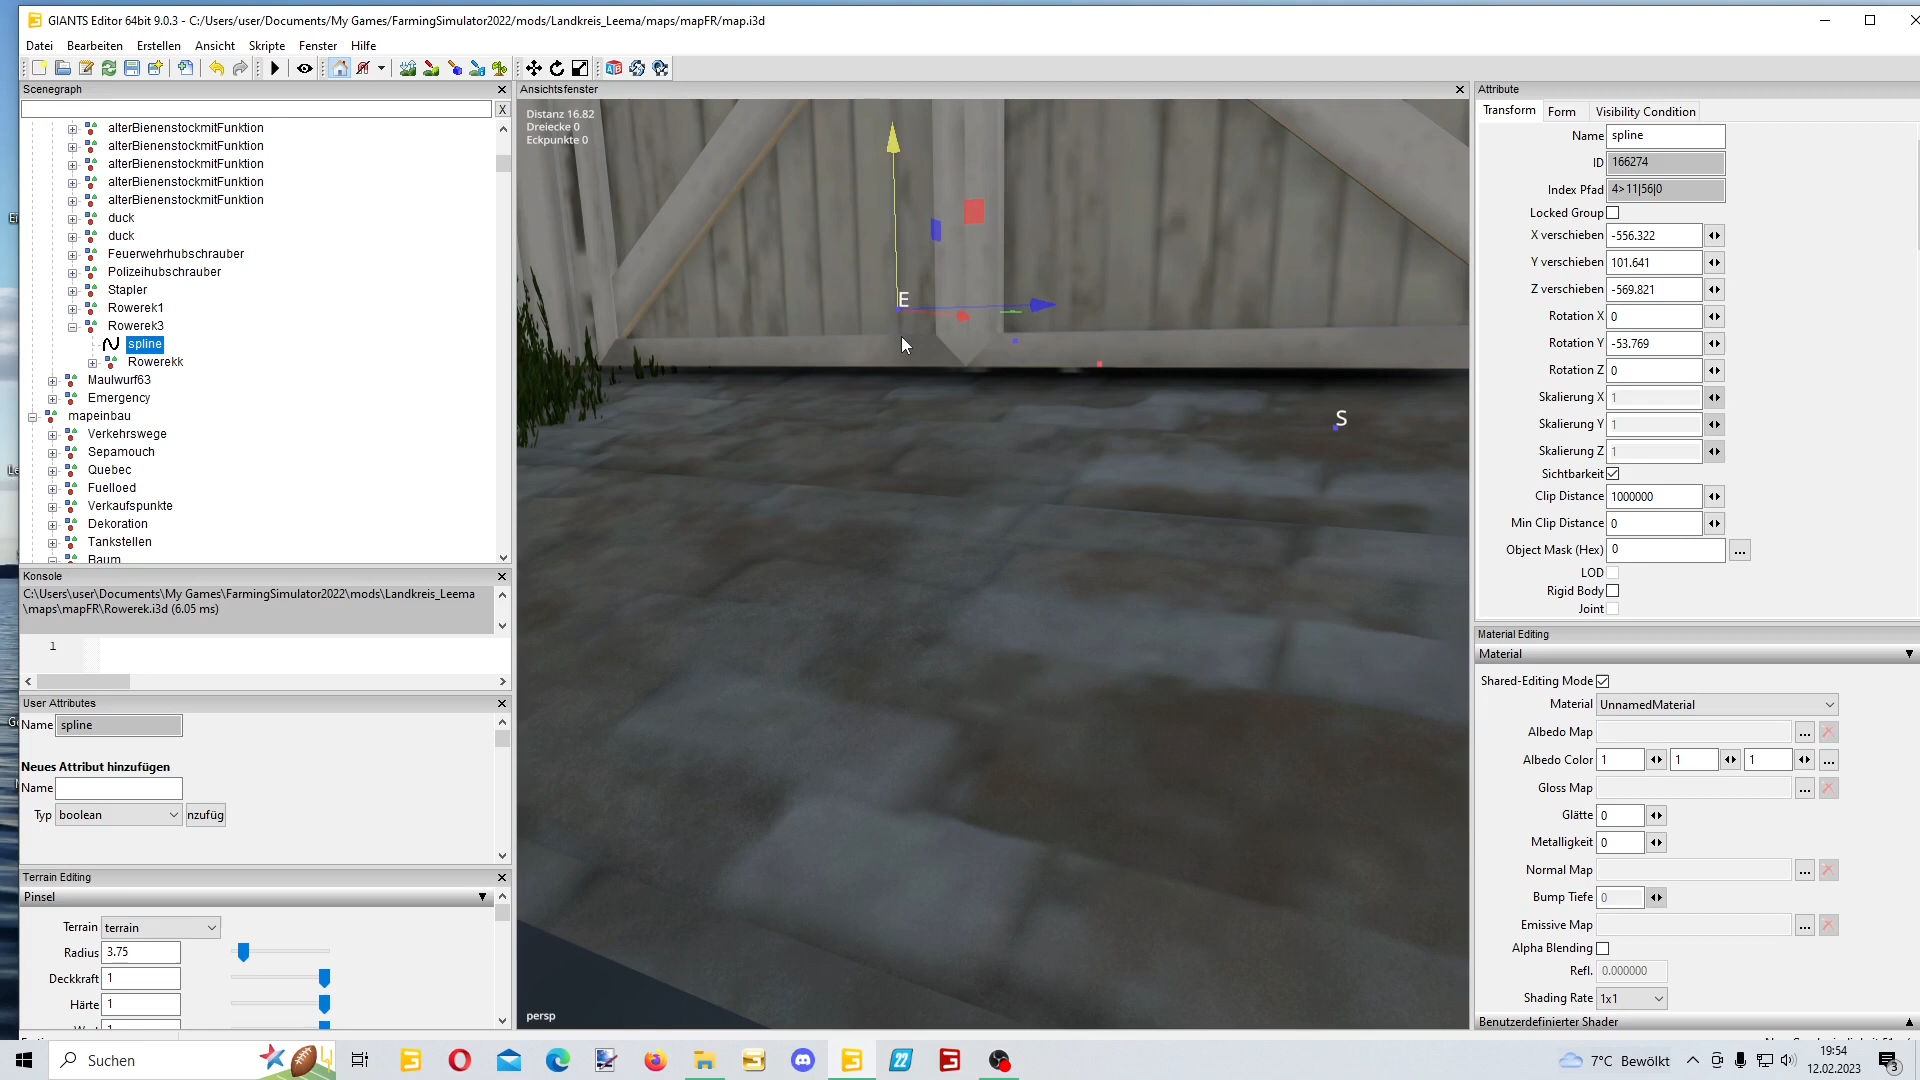 GIANTS Editor 64bit 9.0.3 - C:/Users/user/Documents/My Games/FarmingSimulator2022/mods/Landkreis_Leema/maps/mapFR/map.i3d
Datei Bearbeiten Erstellen Ansicht Skripte Fenster Hilfe
Scenegraph
X
alterBienenstockmitFunktion
alterBienenstockmitFunktion
alterBienenstockmitFunktion
alterBienenstockmitFunktion
alterBienenstockmitFunktion
duck
duck
Feuerwehrhubschrauber
Polizeihubschrauber
Stapler
Rowerek1
Rowerek3
spline
Rowerekk
Maulwurf63
Emergency
mapeinbau
Verkehrswege
Sepamouch
Quebec
Fuelloed
Verkaufspunkte
Dekoration
Tankstellen
Baum
Konsole
C:\Users\user\Documents\My Games\FarmingSimulator2022\mods\Landkreis_Leema
\maps\mapFR\Rowerek.i3d (6.05 ms)
1
User Attributes
Name spline
Neues Attribut hinzufügen
Name
Typ boolean nzufüg
Terrain Editing
Pinsel
Terrain terrain
Radius 3.75
Deckkraft 1
Härte 1
Ansichtsfenster
Distanz 16.82
Dreiecke 0
Eckpunkte 0
E
S
persp
Attribute
Transform Form Visibility Condition
Name spline
ID 166274
Index Pfad 4>11|56|0
Locked Group
X verschieben -556.322
Y verschieben 101.641
Z verschieben -569.821
Rotation X 0
Rotation Y -53.769
Rotation Z 0
Skalierung X 1
Skalierung Y 1
Skalierung Z 1
Sichtbarkeit
Clip Distance 1000000
Min Clip Distance 0
Object Mask (Hex) 0 ...
LOD
Rigid Body
Joint
Material Editing
Material
Shared-Editing Mode
Material UnnamedMaterial
Albedo Map ...
Albedo Color 1 1 1 ...
Gloss Map ...
Glätte 0
Metalligkeit 0
Normal Map ...
Bump Tiefe 0
Emissive Map ...
Alpha Blending
Refl. 0.000000
Shading Rate 1x1
Benutzerdefinierter Shader
Suchen
22
7°C Bewölkt
19:54
12.02.2023
3